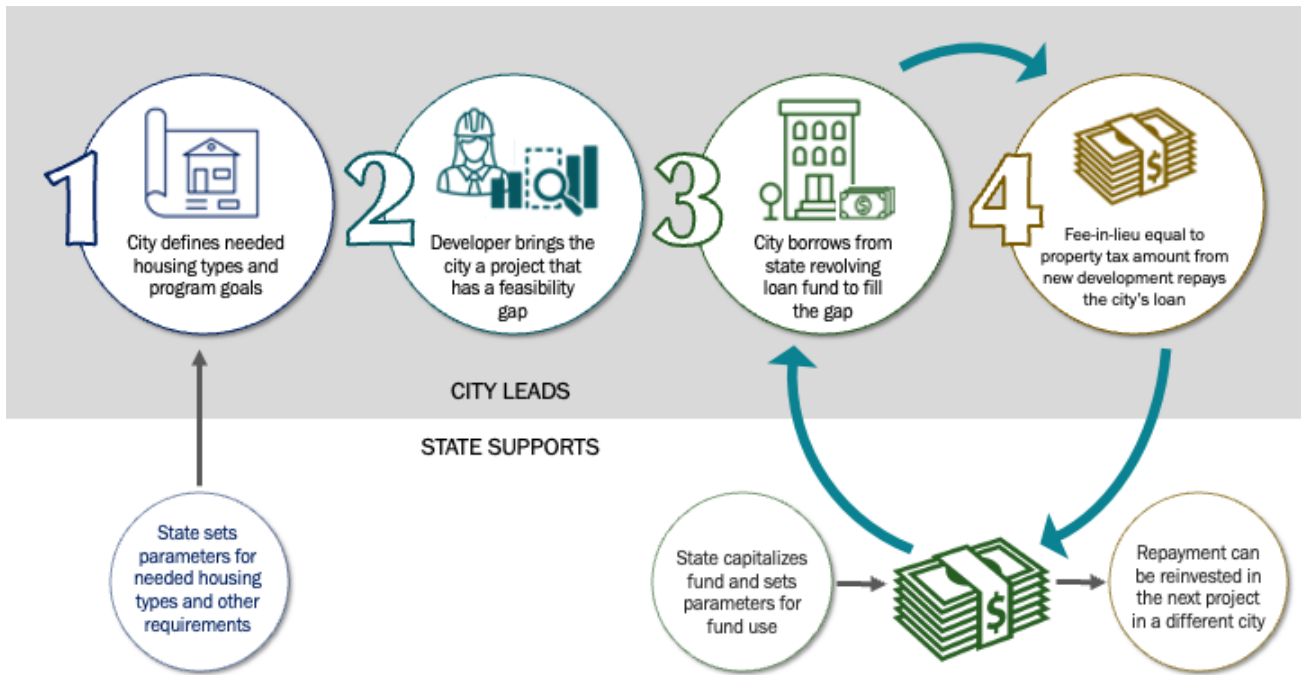 1
City defines needed
housing types and
program goals
2
Developer brings the
city a project that
has a feasibility
gap
3
City borrows from
state revolving
loan fund to fill
the gap
4
$
Fee-in-lieu equal to
property tax amount from
new development repays
the city's loan
CITY LEADS
STATE SUPPORTS
State sets
parameters for
needed housing
types and other
requirements
State capitalizes
fund and sets
parameters for
fund use
$
Repayment can
be reinvested in
the next project
in a different city